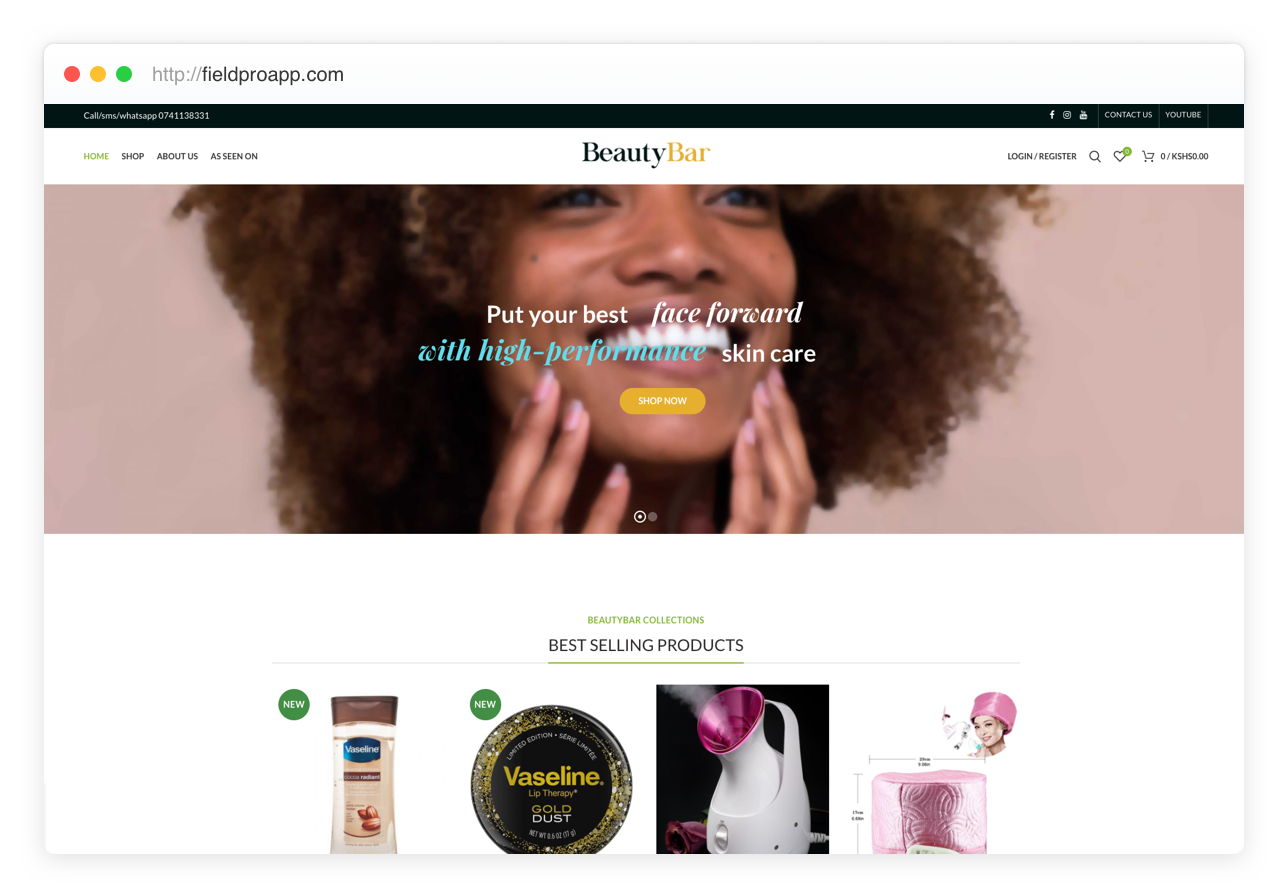 http://fieldproapp.com
Call/sms/whatsapp 0741138331
CONTACT US
YOUTUBE
HOME
SHOP
ABOUT US
AS SEEN ON
BeautyBar
LOGIN / REGISTER
0
0 / KSHS0.00
Put your best face forward
with high-performance skin care
SHOP NOW
BEAUTYBAR COLLECTIONS
BEST SELLING PRODUCTS
NEW
Vaseline
cocoa radiant
NEW
LIMITED EDITION • SÉRIE LIMITÉE
Vaseline®
Lip Therapy®
GOLD
DUST
NET WT 0.6 OZ (17 g)